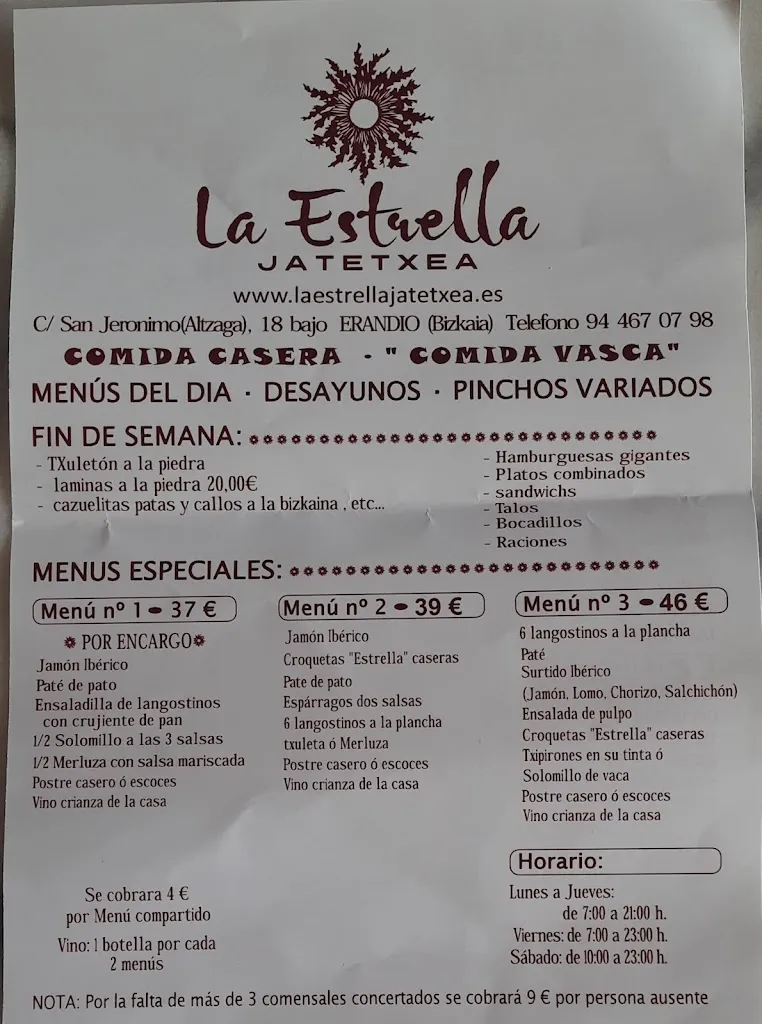 La Estrella
JATETXEA
www.laestrellajatetxea.es
C/ San Jeronimo(Altzaga), 18 bajo ERANDIO (Bizkaia) Telefono 94 467 07 98
COMIDA CASERA - " COMIDA VASCA"
MENÚS DEL DIA · DESAYUNOS · PINCHOS VARIADOS
FIN DE SEMANA:
- TXuletón a la piedra
- laminas a la piedra 20,00€
- cazuelitas patas y callos a la bizkaina , etc...
- Hamburguesas gigantes
- Platos combinados
- sandwichs
- Talos
- Bocadillos
- Raciones
MENUS ESPECIALES:
Menú nº 1 - 37 €
POR ENCARGO
Jamón Ibérico
Paté de pato
Ensaladilla de langostinos
con crujiente de pan
1/2 Solomillo a las 3 salsas
1/2 Merluza con salsa mariscada
Postre casero ó escoces
Vino crianza de la casa
Menú nº 2 - 39 €
Jamón Ibérico
Croquetas "Estrella" caseras
Pate de pato
Espárragos dos salsas
6 langostinos a la plancha
txuleta ó Merluza
Postre casero ó escoces
Vino crianza de la casa
Menú nº 3 - 46 €
6 langostinos a la plancha
Paté
Surtido Ibérico
(Jamón, Lomo, Chorizo, Salchichón)
Ensalada de pulpo
Croquetas "Estrella" caseras
Txipirones en su tinta ó
Solomillo de vaca
Postre casero ó escoces
Vino crianza de la casa
Se cobrara 4 €
por Menú compartido
Vino: 1 botella por cada
2 menús
Horario:
Lunes a Jueves:
de 7:00 a 21:00 h.
Viernes: de 7:00 a 23:00 h.
Sábado: de 10:00 a 23:00 h.
NOTA: Por la falta de más de 3 comensales concertados se cobrará 9 € por persona ausente